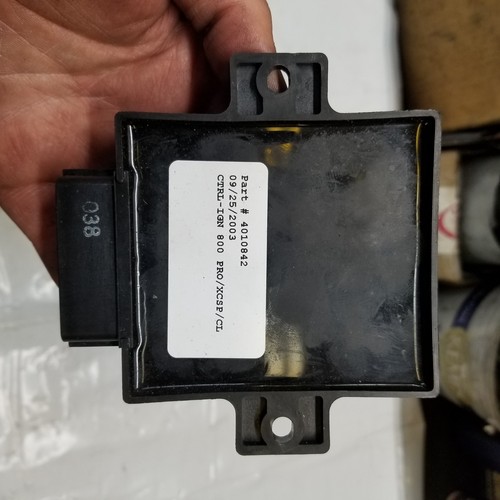 038
Part # 4010842
09/25/2003
CTRL-IGN 800 PRO/XCSP/CL